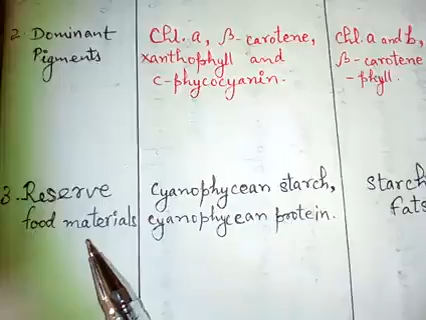 2. Dominant Pigments
Chl. a, β-carotene,
xanthophyll and
c-phycocyanin.
Chl. a and b,
β-carotene
-phyll.
3. Reserve
food materials
Cyanophycean starch,
cyanophycean protein.
starch
fats